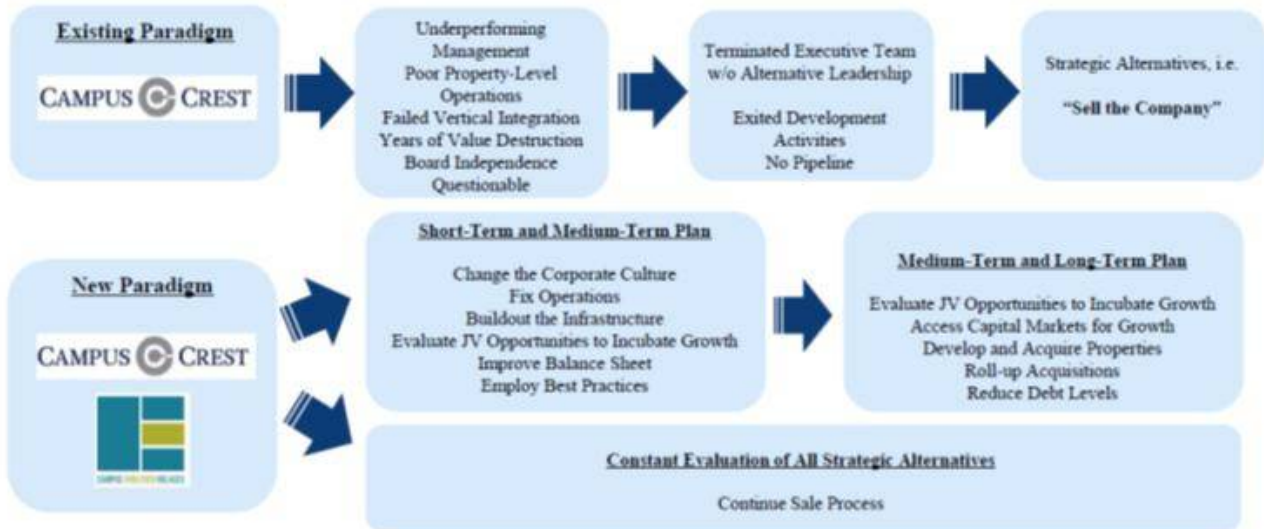 Existing Paradigm
CAMPUS CREST
Underperforming
Management
Poor Property-Level
Operations
Failed Vertical Integration
Years of Value Destruction
Board Independence
Questionable
Terminated Executive Team
w/o Alternative Leadership
Exited Development
Activities
No Pipeline
Strategic Alternatives, i.e.
“Sell the Company”
New Paradigm
CAMPUS CREST
Short-Term and Medium-Term Plan
Change the Corporate Culture
Fix Operations
Buildout the Infrastructure
Evaluate JV Opportunities to Incubate Growth
Improve Balance Sheet
Employ Best Practices
Medium-Term and Long-Term Plan
Evaluate JV Opportunities to Incubate Growth
Access Capital Markets for Growth
Develop and Acquire Properties
Roll-up Acquisitions
Reduce Debt Levels
Constant Evaluation of All Strategic Alternatives
Continue Sale Process